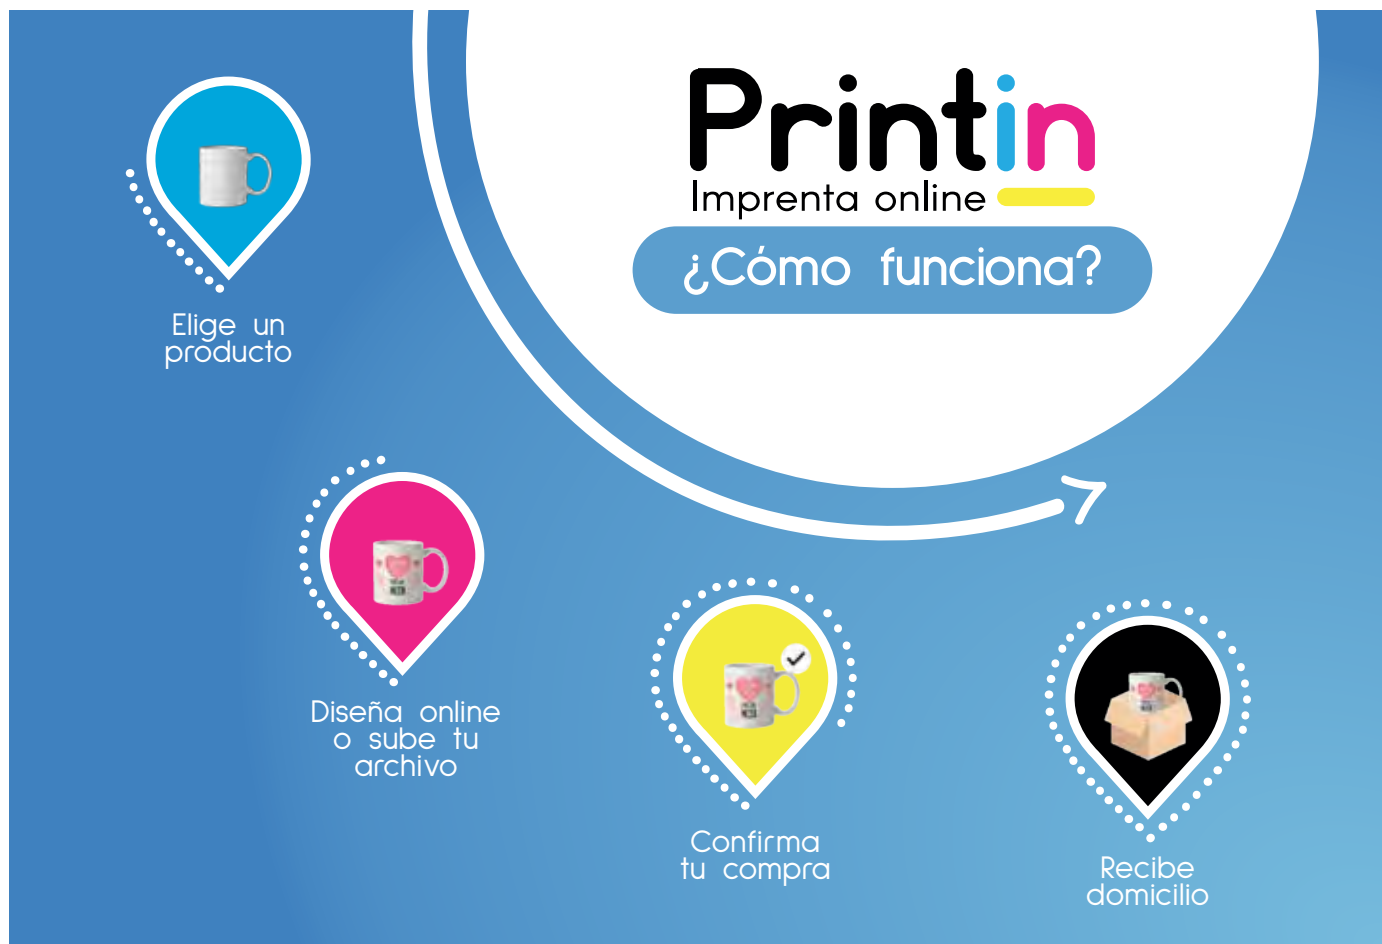 Printin
Imprenta online
¿Cómo funciona?
Elige un
producto
Diseña online
o sube tu
archivo
Confirma
tu compra
Recibe
domicilio